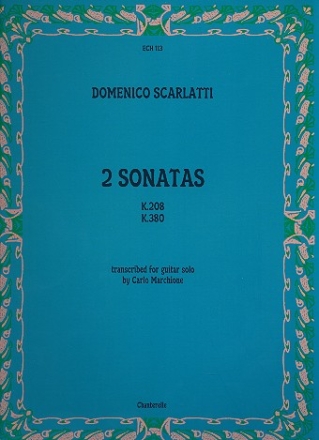 ECH 113
DOMENICO SCARLATTI
2 SONATAS
K.208
K.380
transcribed for guitar solo
by Carlo Marchione
Chanterelle